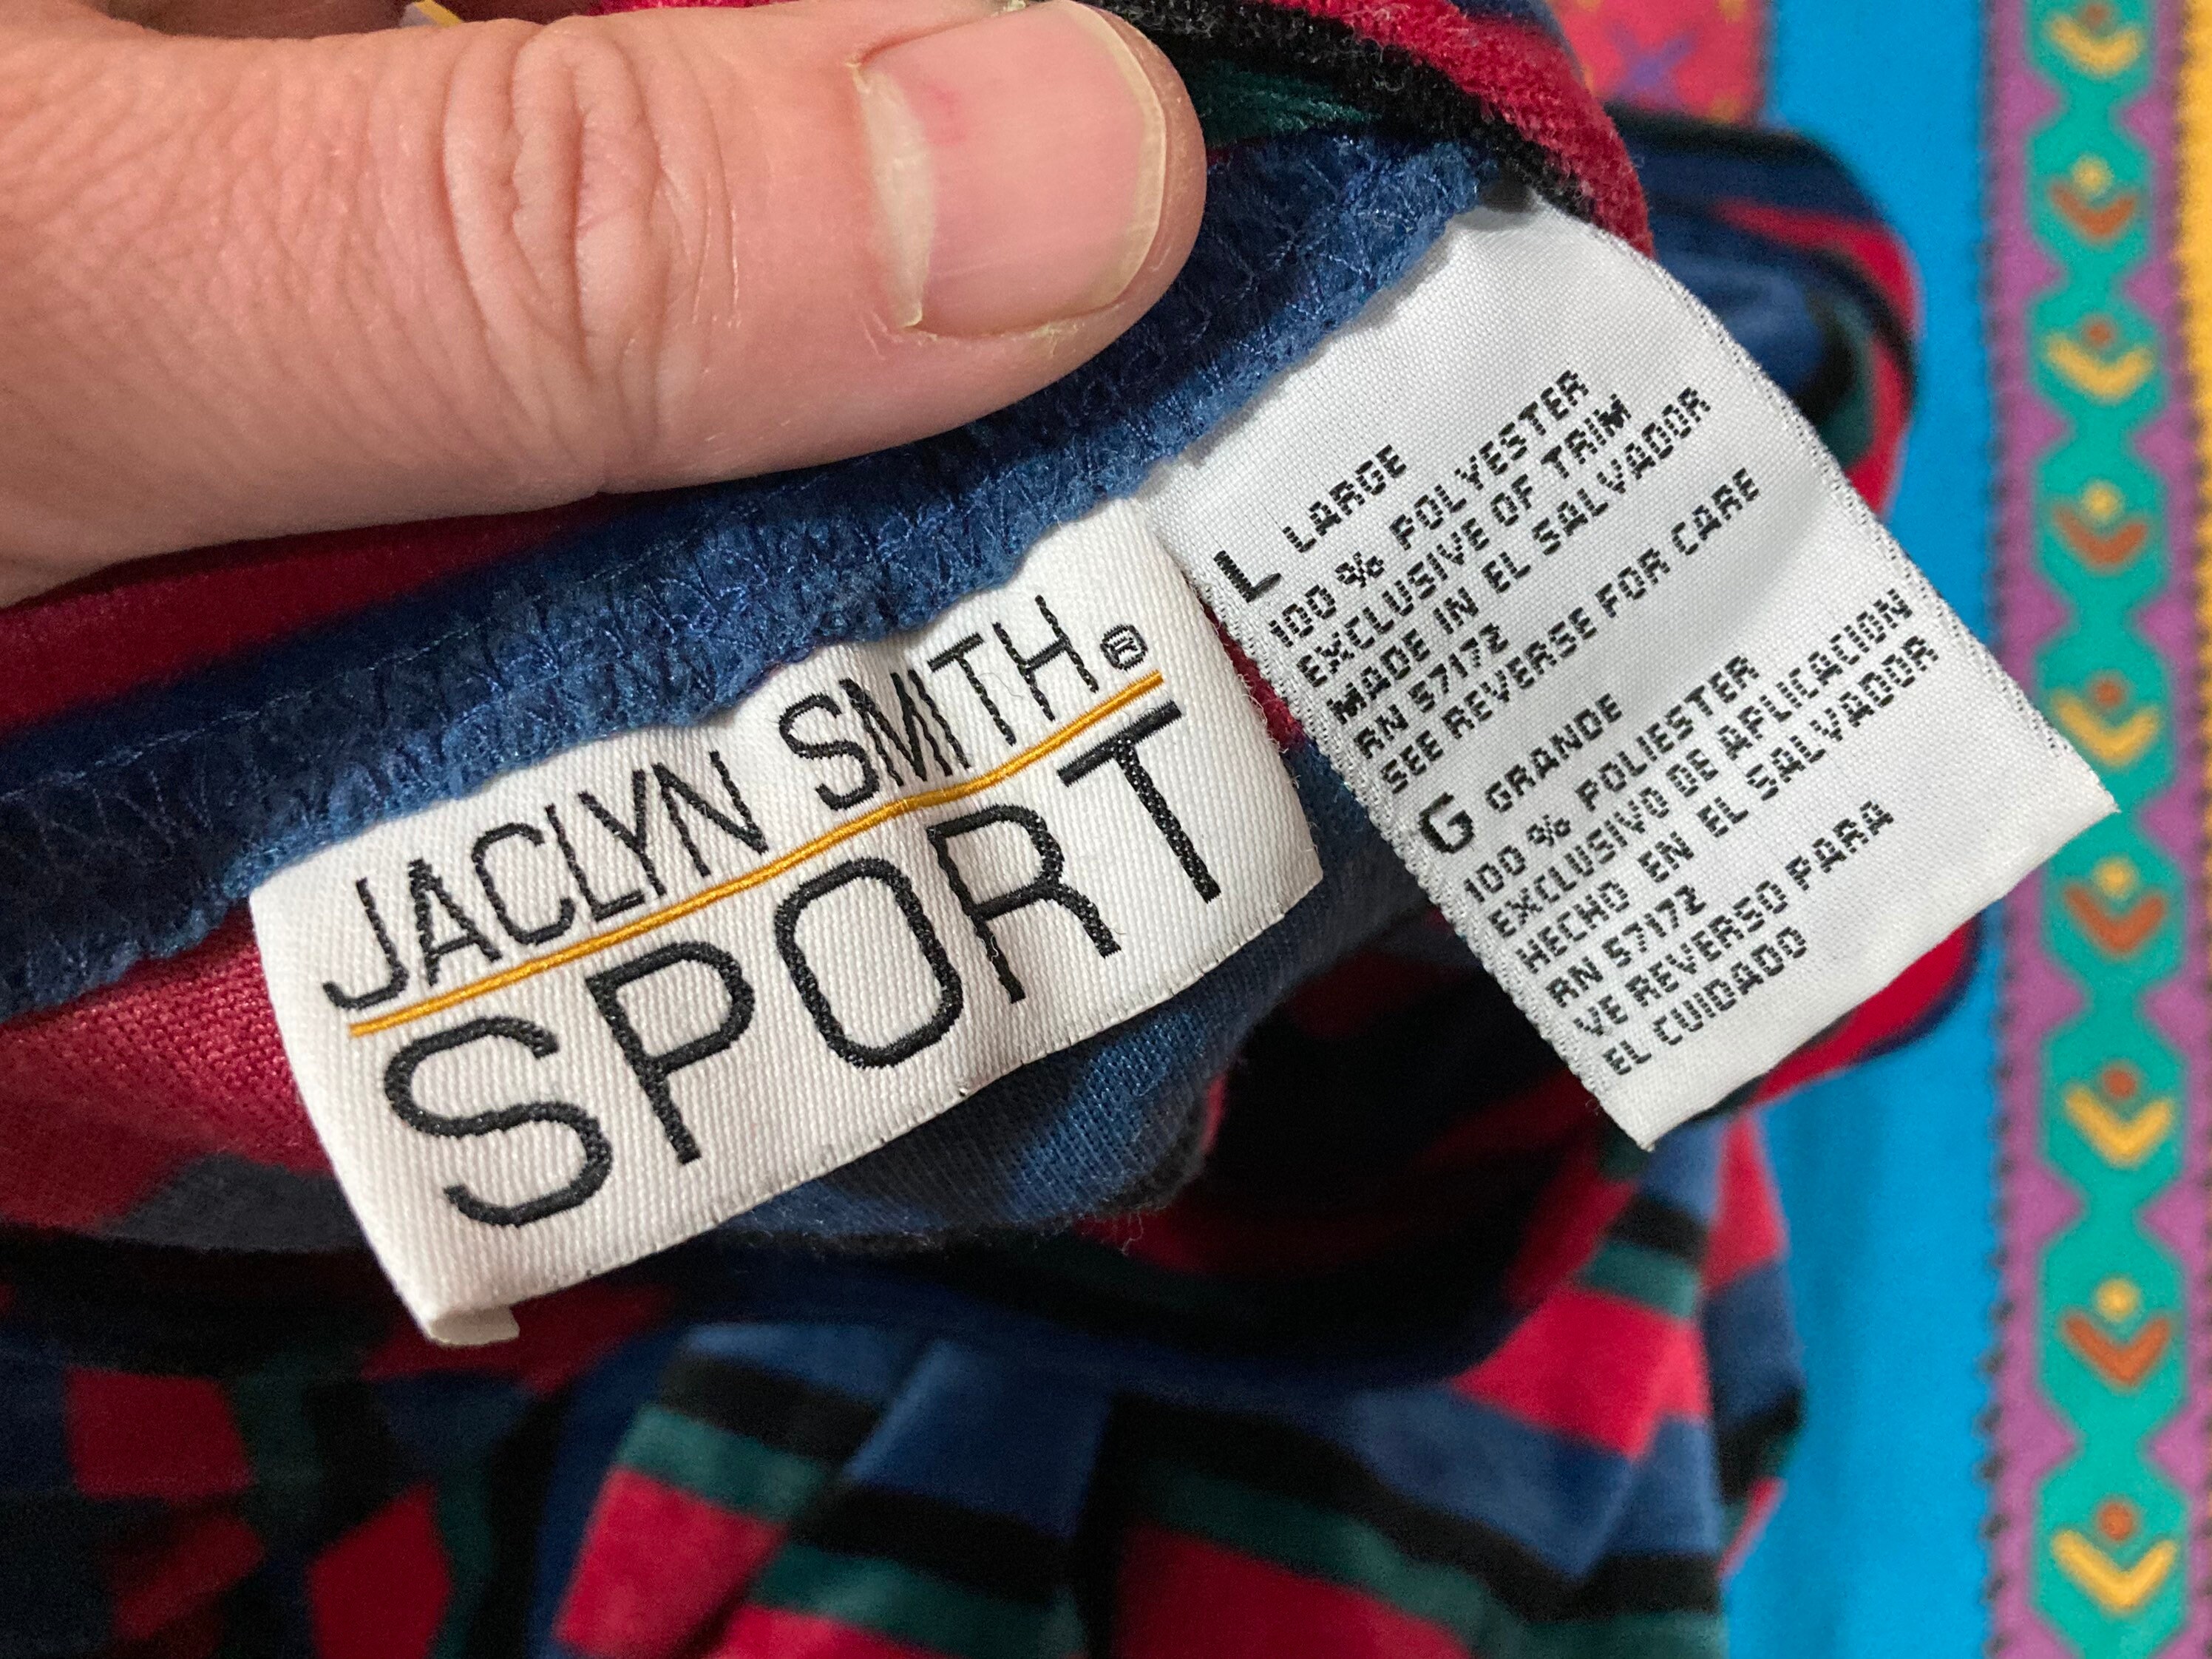 JACLYN SMITH®
SPORT
L LARGE
100 % POLYESTER
EXCLUSIVE OF TRIM
MADE IN EL SALVADOR
RN 57172
SEE REVERSE FOR CARE
G GRANDE
100 % POLIESTER
EXCLUSIVO DE APLICACION
HECHO EN EL SALVADOR
RN 57172
VE REVERSO PARA
EL CUIDADO